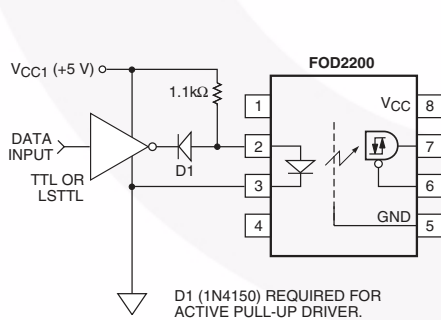 FOD2200
VCC1 (+5 V)
1.1kΩ
1
VCC
8
DATA
INPUT
2
7
D1
TTL OR
LSTTL
3
6
4
GND
5
D1 (1N4150) REQUIRED FOR
ACTIVE PULL-UP DRIVER.